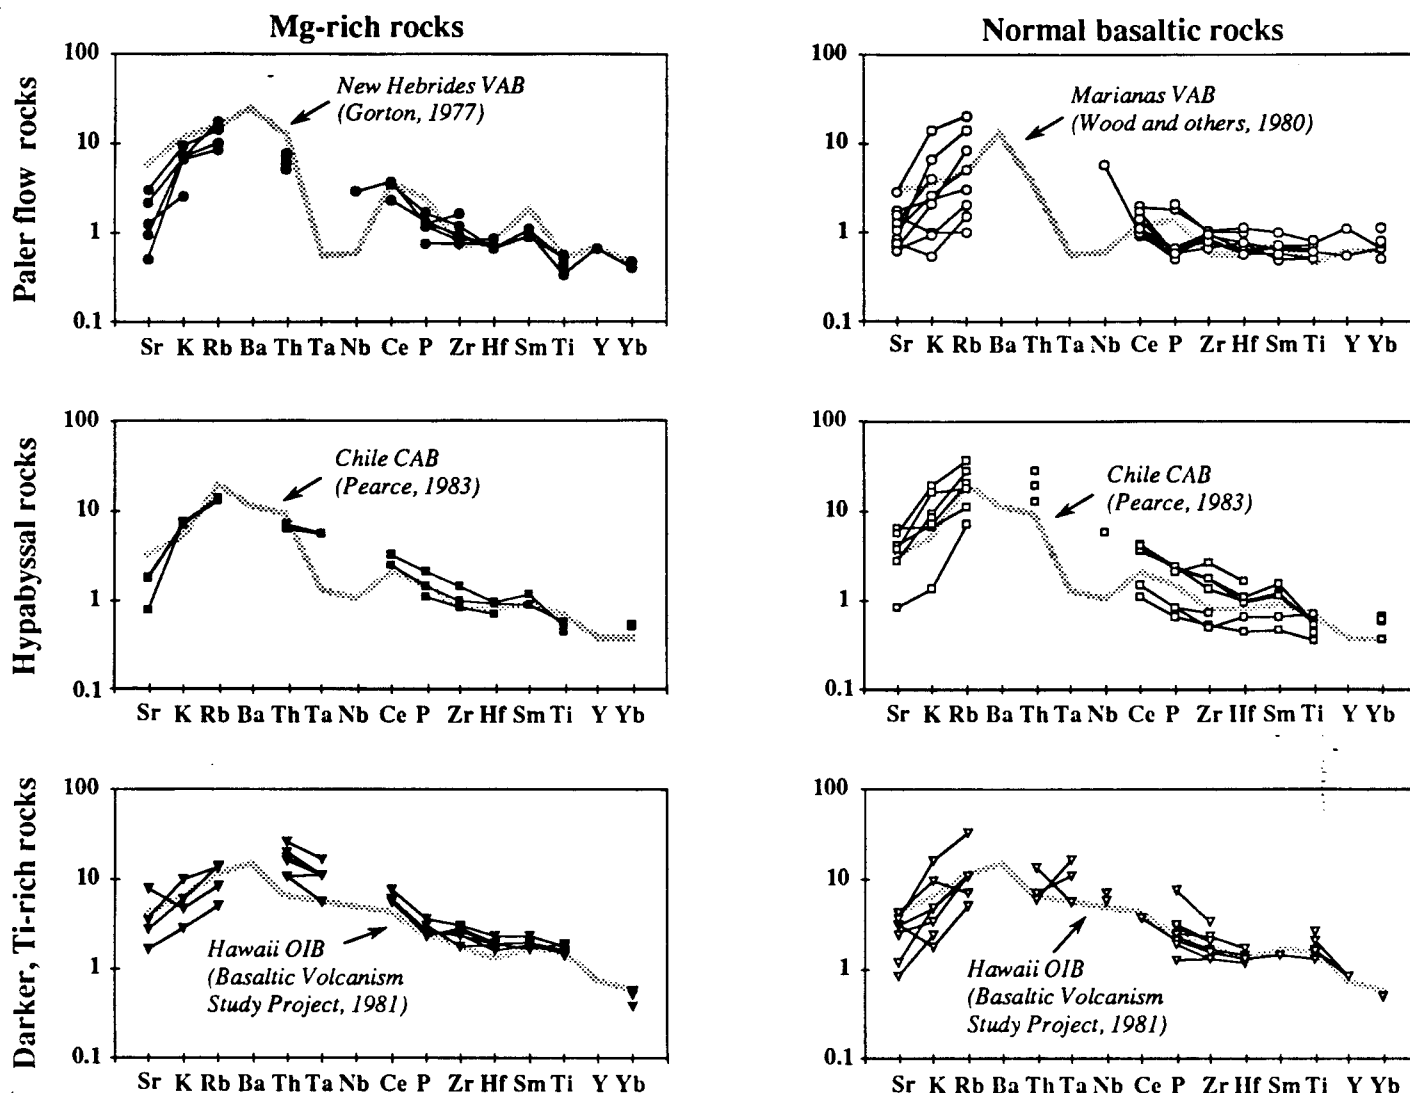 Mg-rich rocks
Normal basaltic rocks
Paler flow rocks
100
10
1
0.1
New Hebrides VAB
(Gorton, 1977)
Sr K Rb Ba Th Ta Nb Ce P Zr Hf Sm Ti Y Yb
100
10
1
0.1
Marianas VAB
(Wood and others, 1980)
Sr K Rb Ba Th Ta Nb Ce P Zr Hf Sm Ti Y Yb
Hypabyssal rocks
100
10
1
0.1
Chile CAB
(Pearce, 1983)
Sr K Rb Ba Th Ta Nb Ce P Zr Hf Sm Ti Y Yb
100
10
1
0.1
Chile CAB
(Pearce, 1983)
Sr K Rb Ba Th Ta Nb Ce P Zr Hf Sm Ti Y Yb
Darker, Ti-rich rocks
100
10
1
0.1
Hawaii OIB
(Basaltic Volcanism
Study Project, 1981)
Sr K Rb Ba Th Ta Nb Ce P Zr Hf Sm Ti Y Yb
100
10
1
0.1
Hawaii OIB
(Basaltic Volcanism
Study Project, 1981)
Sr K Rb Ba Th Ta Nb Ce P Zr Hf Sm Ti Y Yb